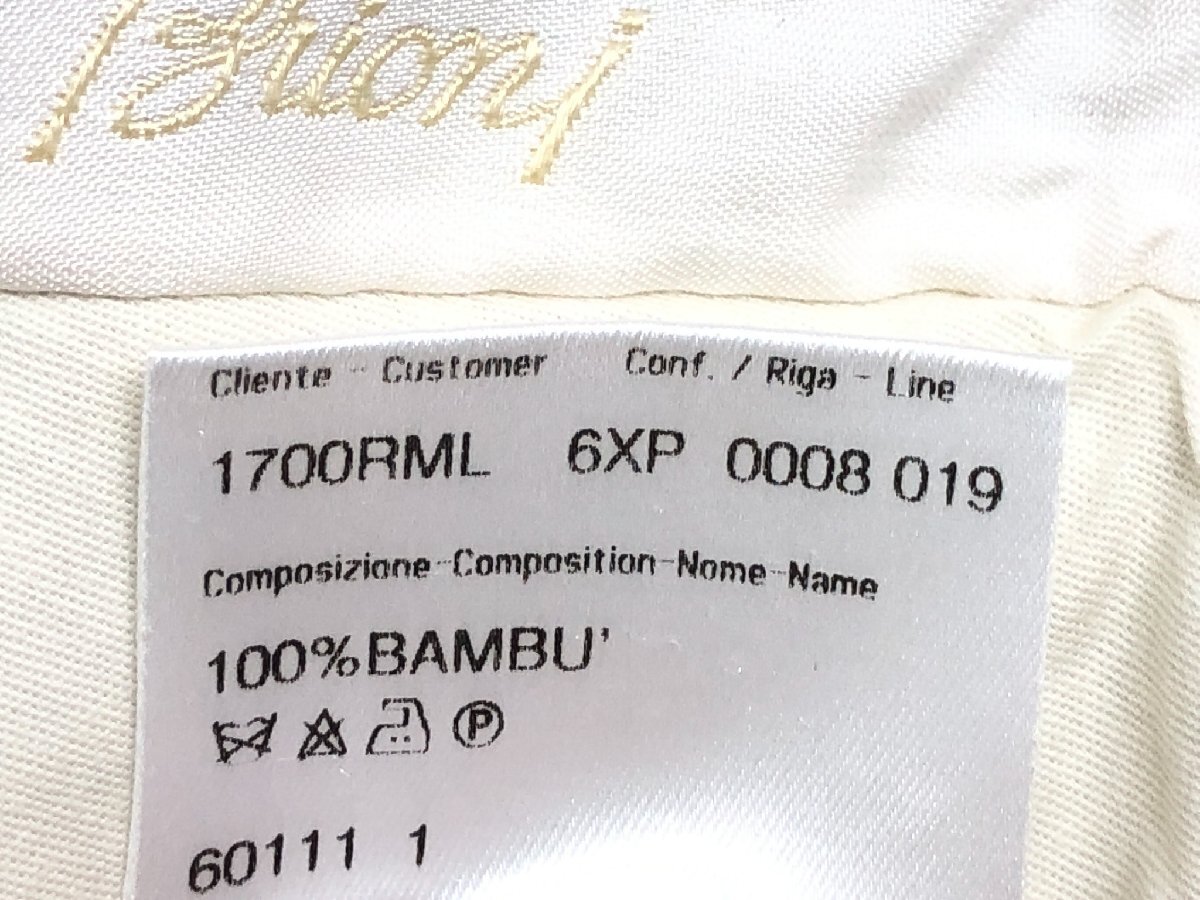 Brioni
Cliente - Customer Conf. / Riga - Line
1700RML 6XP 0008 019
Composizione-Composition-Nome-Name
100%BAMBU'
P
60111 1